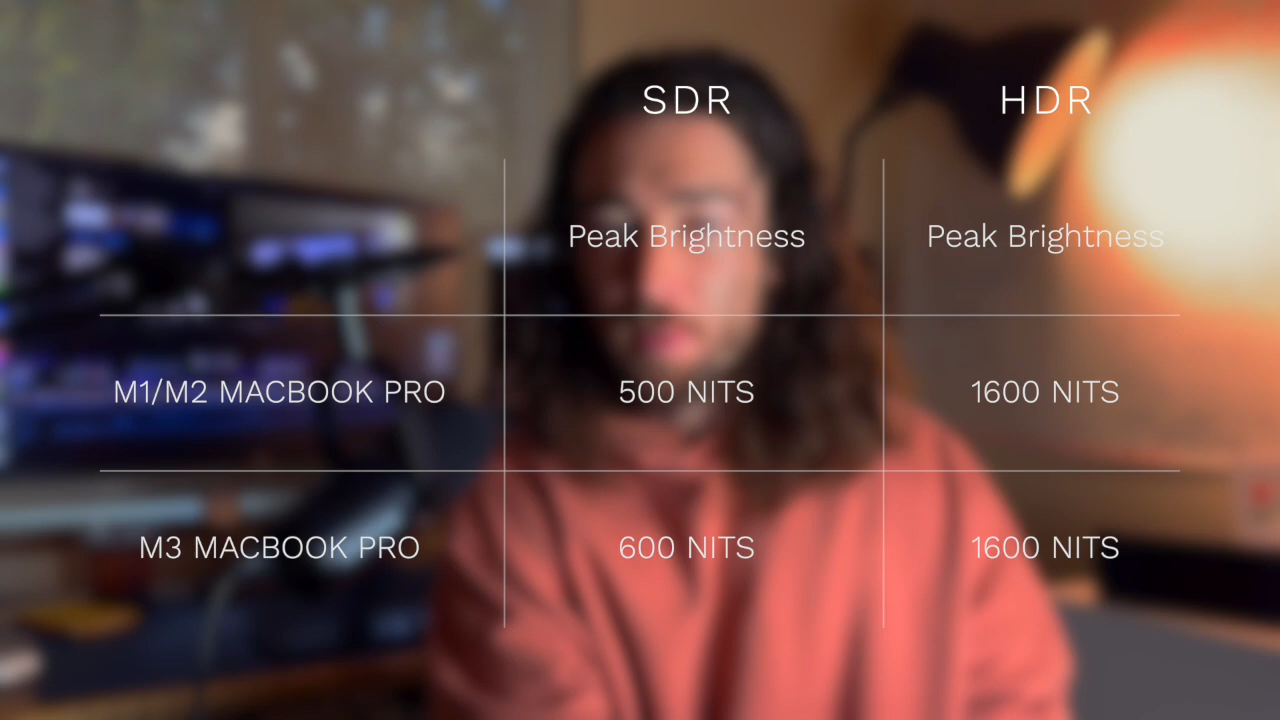 SDR HDR
Peak Brightness Peak Brightness
M1/M2 MACBOOK PRO 500 NITS 1600 NITS
M3 MACBOOK PRO 600 NITS 1600 NITS